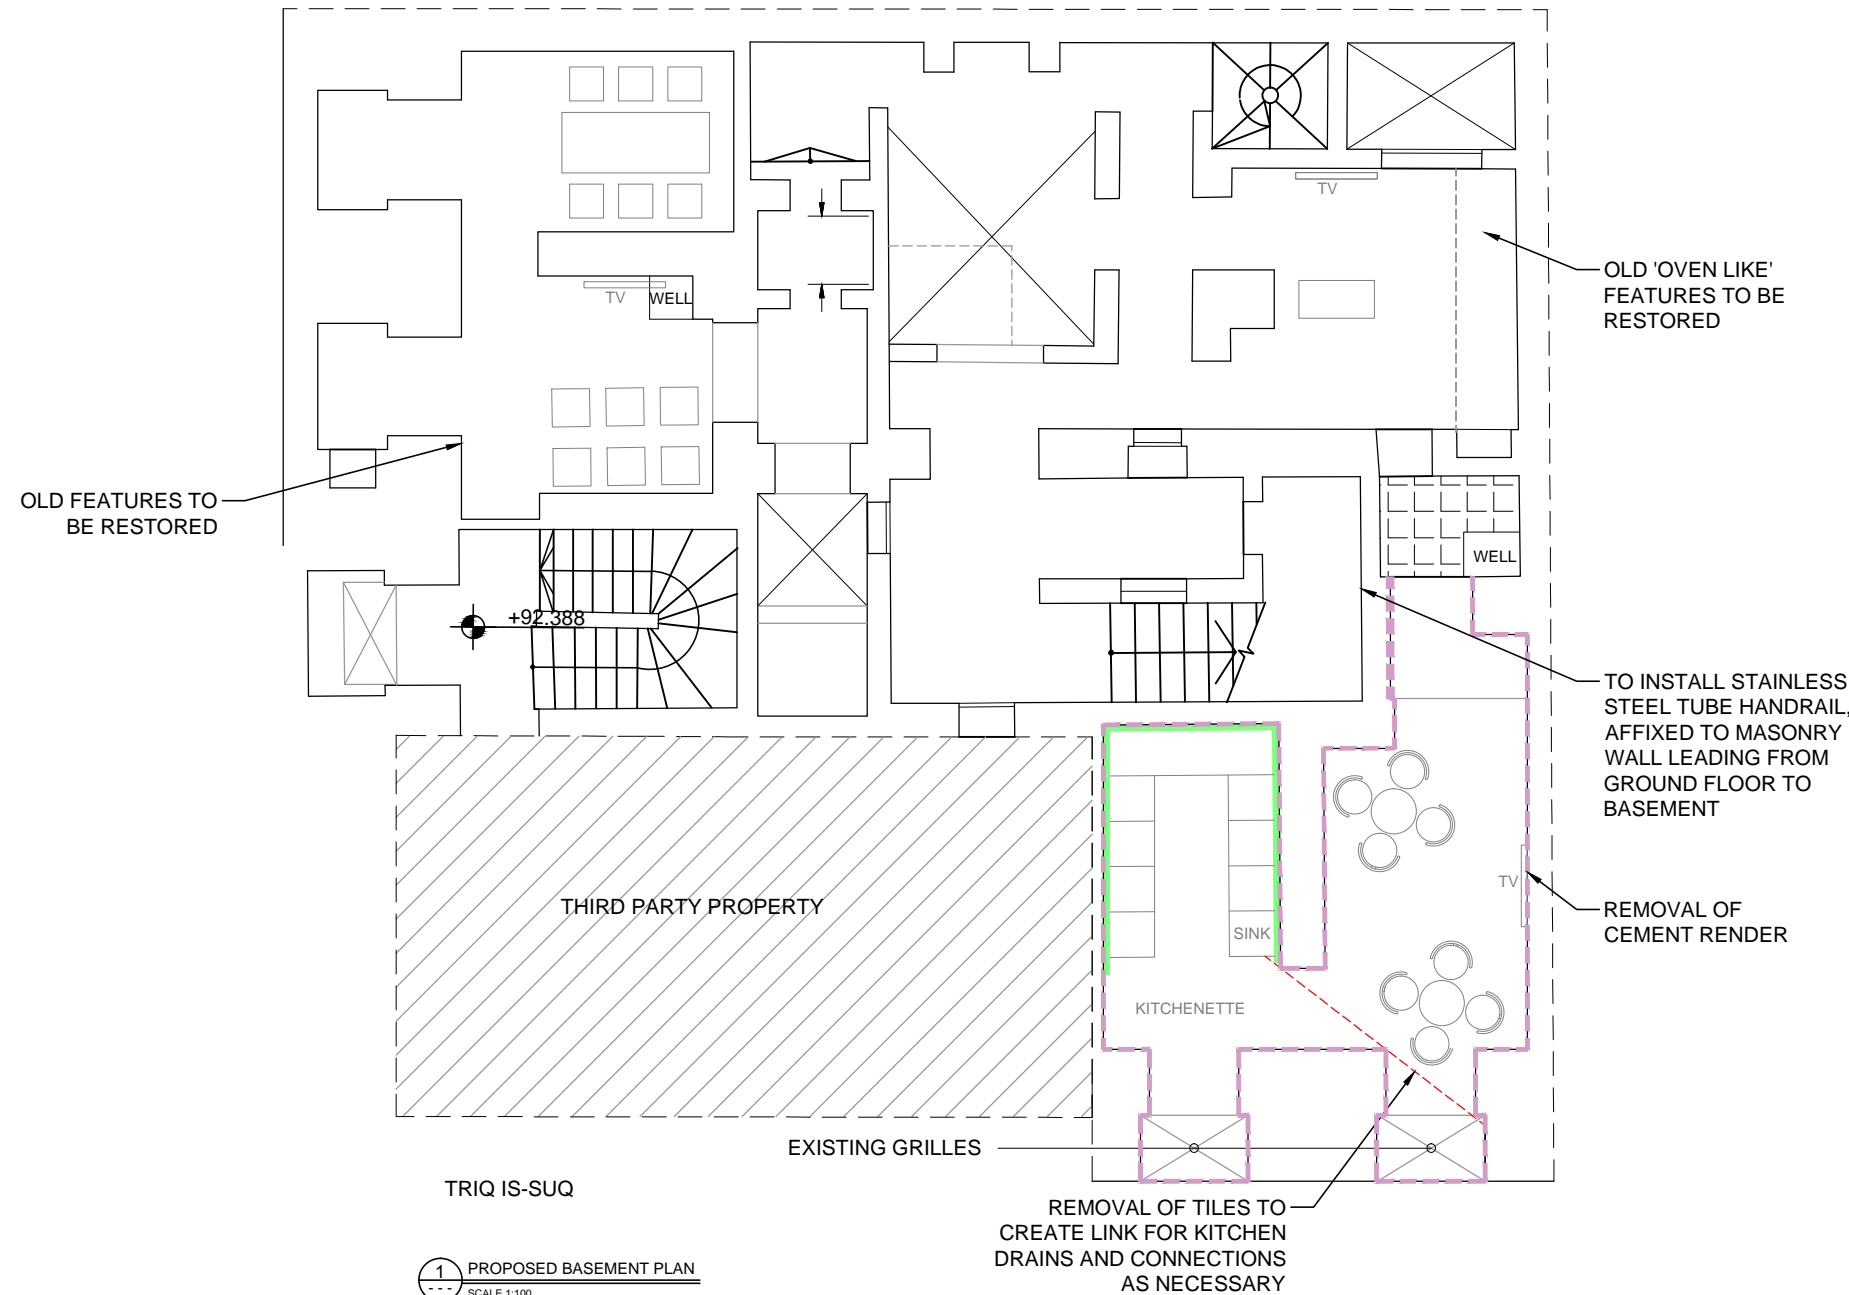 TV
OLD 'OVEN LIKE'
FEATURES TO BE
RESTORED
TV
WELL
OLD FEATURES TO
BE RESTORED
WELL
+92.388
TO INSTALL STAINLESS
STEEL TUBE HANDRAIL,
AFFIXED TO MASONRY
WALL LEADING FROM
GROUND FLOOR TO
BASEMENT
THIRD PARTY PROPERTY
TV
REMOVAL OF
CEMENT RENDER
SINK
KITCHENETTE
EXISTING GRILLES
TRIQ IS-SUQ
REMOVAL OF TILES TO
CREATE LINK FOR KITCHEN
DRAINS AND CONNECTIONS
AS NECESSARY
1
---
PROPOSED BASEMENT PLAN
SCALE 1:100